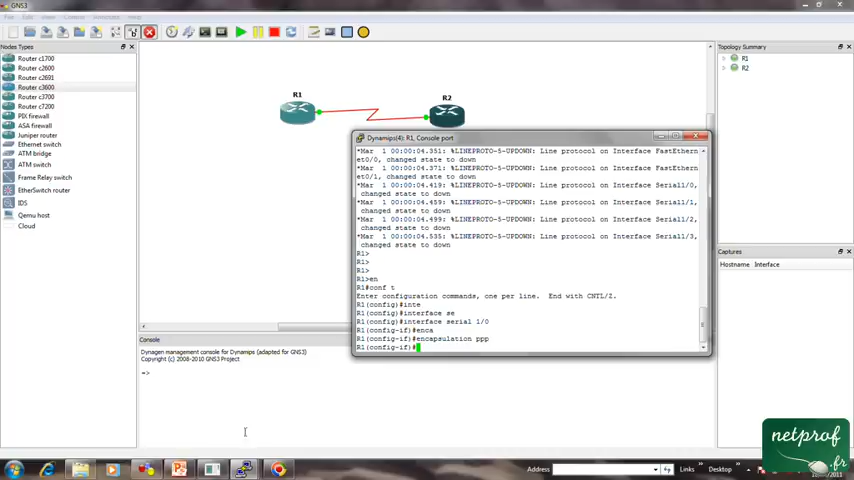 GNS3
File Edit View Control Annotate Help
Nodes Types
Router c1700
Router c2600
Router c2691
Router c3600
Router c3700
Router c7200
PIX firewall
ASA firewall
Juniper router
Ethernet switch
ATM bridge
ATM switch
Frame Relay switch
EtherSwitch router
IDS
Qemu host
Cloud
R1
R2
Topology Summary
R1
R2
Captures
Hostname Interface
Dynamips(4): R1, Console port
*Mar 1 00:00:04.351: %LINEPROTO-5-UPDOWN: Line protocol on Interface FastEthern
et0/0, changed state to down
*Mar 1 00:00:04.371: %LINEPROTO-5-UPDOWN: Line protocol on Interface FastEthern
et0/1, changed state to down
*Mar 1 00:00:04.419: %LINEPROTO-5-UPDOWN: Line protocol on Interface Serial1/0,
changed state to down
*Mar 1 00:00:04.459: %LINEPROTO-5-UPDOWN: Line protocol on Interface Serial1/1,
changed state to down
*Mar 1 00:00:04.499: %LINEPROTO-5-UPDOWN: Line protocol on Interface Serial1/2,
changed state to down
*Mar 1 00:00:04.535: %LINEPROTO-5-UPDOWN: Line protocol on Interface Serial1/3,
changed state to down
R1>
R1>
R1>
R1>en
R1#conf t
Enter configuration commands, one per line. End with CNTL/Z.
R1(config)#inte
R1(config)#interface se
R1(config)#interface serial 1/0
R1(config-if)#enca
R1(config-if)#encapsulation ppp
R1(config-if)#
Console
Dynagen management console for Dynamips (adapted for GNS3)
Copyright (c) 2008-2010 GNS3 Project
=>
netprof
.fr
Address
Links
Desktop